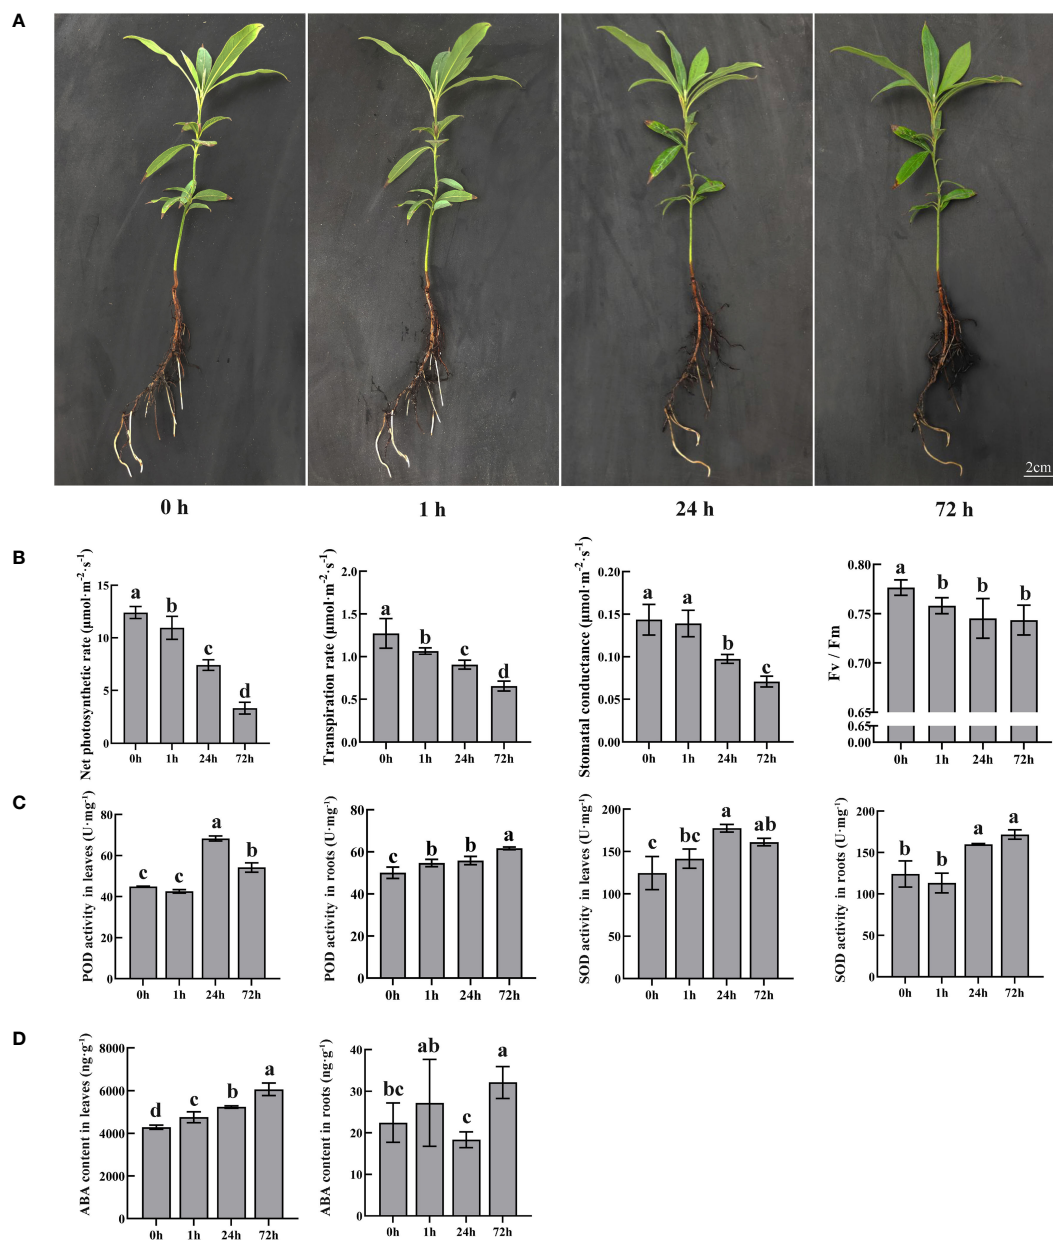 A
2cm
0 h 1 h 24 h 72 h
B
Net photosynthetic rate (μmol·m⁻²·s⁻¹)
15
10
5
0
a b c d
0h 1h 24h 72h
Transpiration rate (μmol·m⁻²·s⁻¹)
2.0
1.5
1.0
0.5
0.0
a b c d
0h 1h 24h 72h
Stomatal conductance (μmol·m⁻²·s⁻¹)
0.20
0.15
0.10
0.05
0.00
a a b c
0h 1h 24h 72h
Fv / Fm
0.80
0.75
0.70
0.65
0.65
0.00
a b b b
0h 1h 24h 72h
C
POD activity in leaves (U·mg⁻¹)
80
60
40
20
0
c c a b
0h 1h 24h 72h
POD activity in roots (U·mg⁻¹)
80
60
40
20
0
c b b a
0h 1h 24h 72h
SOD activity in leaves (U·mg⁻¹)
200
150
100
50
0
c bc a ab
0h 1h 24h 72h
SOD activity in roots (U·mg⁻¹)
200
150
100
50
0
b b a a
0h 1h 24h 72h
D
ABA content in leaves (ng·g⁻¹)
8000
6000
4000
2000
0
d c b a
0h 1h 24h 72h
ABA content in roots (ng·g⁻¹)
40
30
20
10
0
bc ab c a
0h 1h 24h 72h